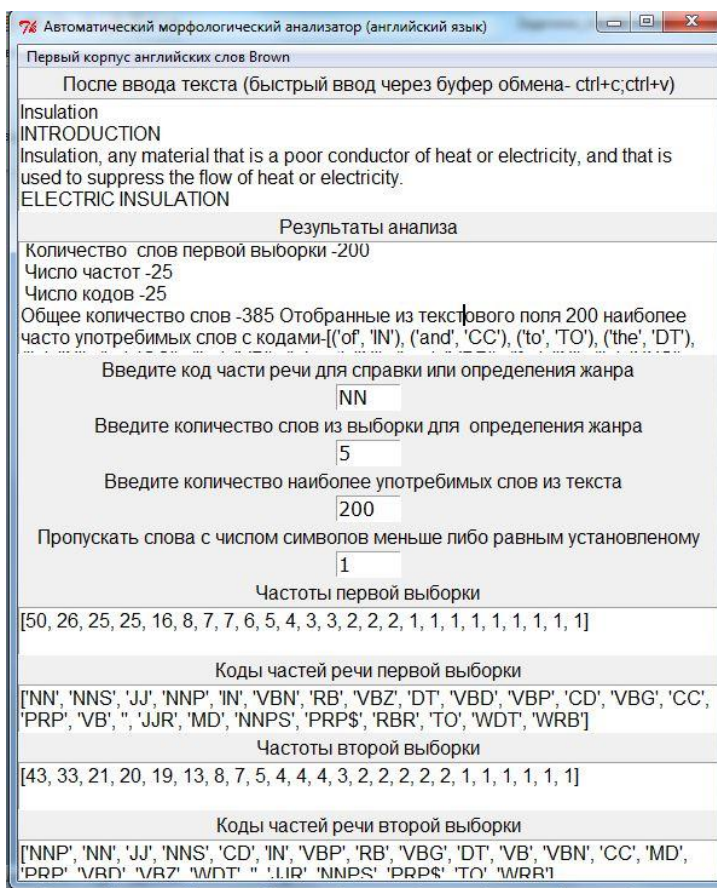 Автоматический морфологический анализатор (английский язык)
Первый корпус английских слов Brown
После ввода текста (быстрый ввод через буфер обмена- ctrl+c;ctrl+v)
Insulation
INTRODUCTION
Insulation, any material that is a poor conductor of heat or electricity, and that is
used to suppress the flow of heat or electricity.
ELECTRIC INSULATION
Результаты анализа
Количество слов первой выборки -200
Число частот -25
Число кодов -25
Общее количество слов -385 Отобранные из текстового поля 200 наиболее
часто употребимых слов с кодами-[('of', 'IN'), ('and', 'CC'), ('to', 'TO'), ('the', 'DT'),
Введите код части речи для справки или определения жанра
NN
Введите количество слов из выборки для определения жанра
5
Введите количество наиболее употребимых слов из текста
200
Пропускать слова с числом символов меньше либо равным установленому
1
Частоты первой выборки
[50, 26, 25, 25, 16, 8, 7, 7, 6, 5, 4, 3, 3, 2, 2, 2, 1, 1, 1, 1, 1, 1, 1, 1, 1]
Коды частей речи первой выборки
['NN', 'NNS', 'JJ', 'NNP', 'IN', 'VBN', 'RB', 'VBZ', 'DT', 'VBD', 'VBP', 'CD', 'VBG', 'CC',
'PRP', 'VB', '', 'JJR', 'MD', 'NNPS', 'PRP$', 'RBR', 'TO', 'WDT', 'WRB']
Частоты второй выборки
[43, 33, 21, 20, 19, 13, 8, 7, 5, 4, 4, 4, 3, 2, 2, 2, 2, 2, 1, 1, 1, 1, 1, 1]
Коды частей речи второй выборки
['NNP', 'NN', 'JJ', 'NNS', 'CD', 'IN', 'VBP', 'RB', 'VBG', 'DT', 'VB', 'VBN', 'CC', 'MD',
'PRP', 'VBD', 'VBZ', 'WDT', '', 'JJR', 'NNPS', 'PRP$', 'TO', 'WRB']